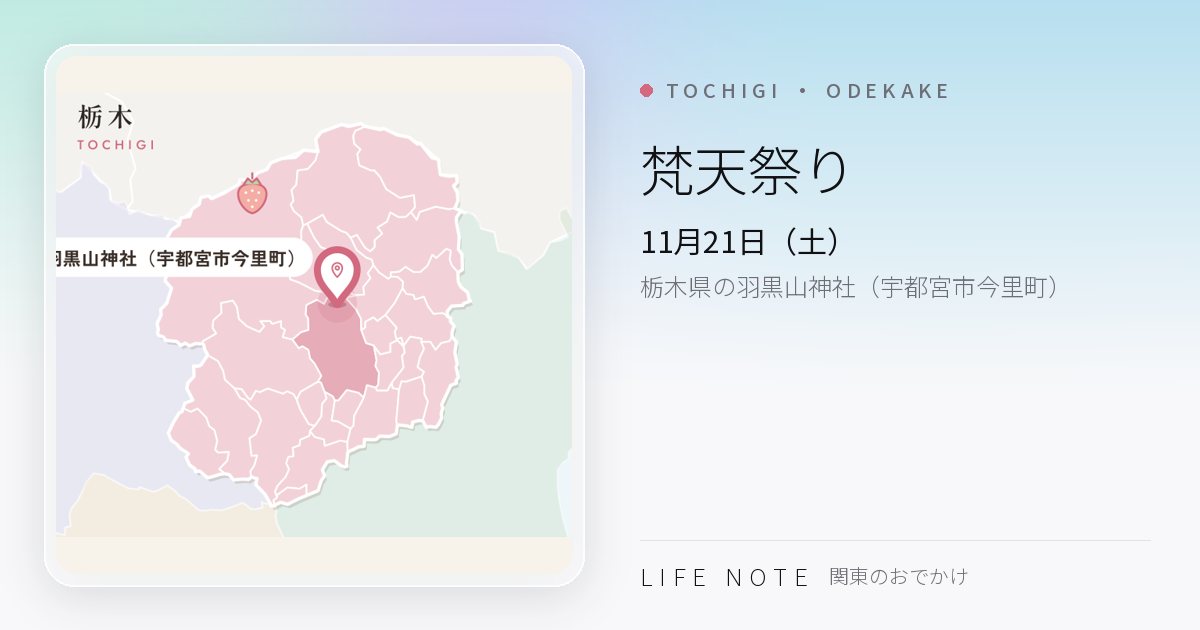 栃木
TOCHIGI
羽黒山神社（宇都宮市今里町）
TOCHIGI • ODEKAKE
梵天祭り
11月21日（土）
栃木県の羽黒山神社（宇都宮市今里町）
LIFE NOTE 関東のおでかけ